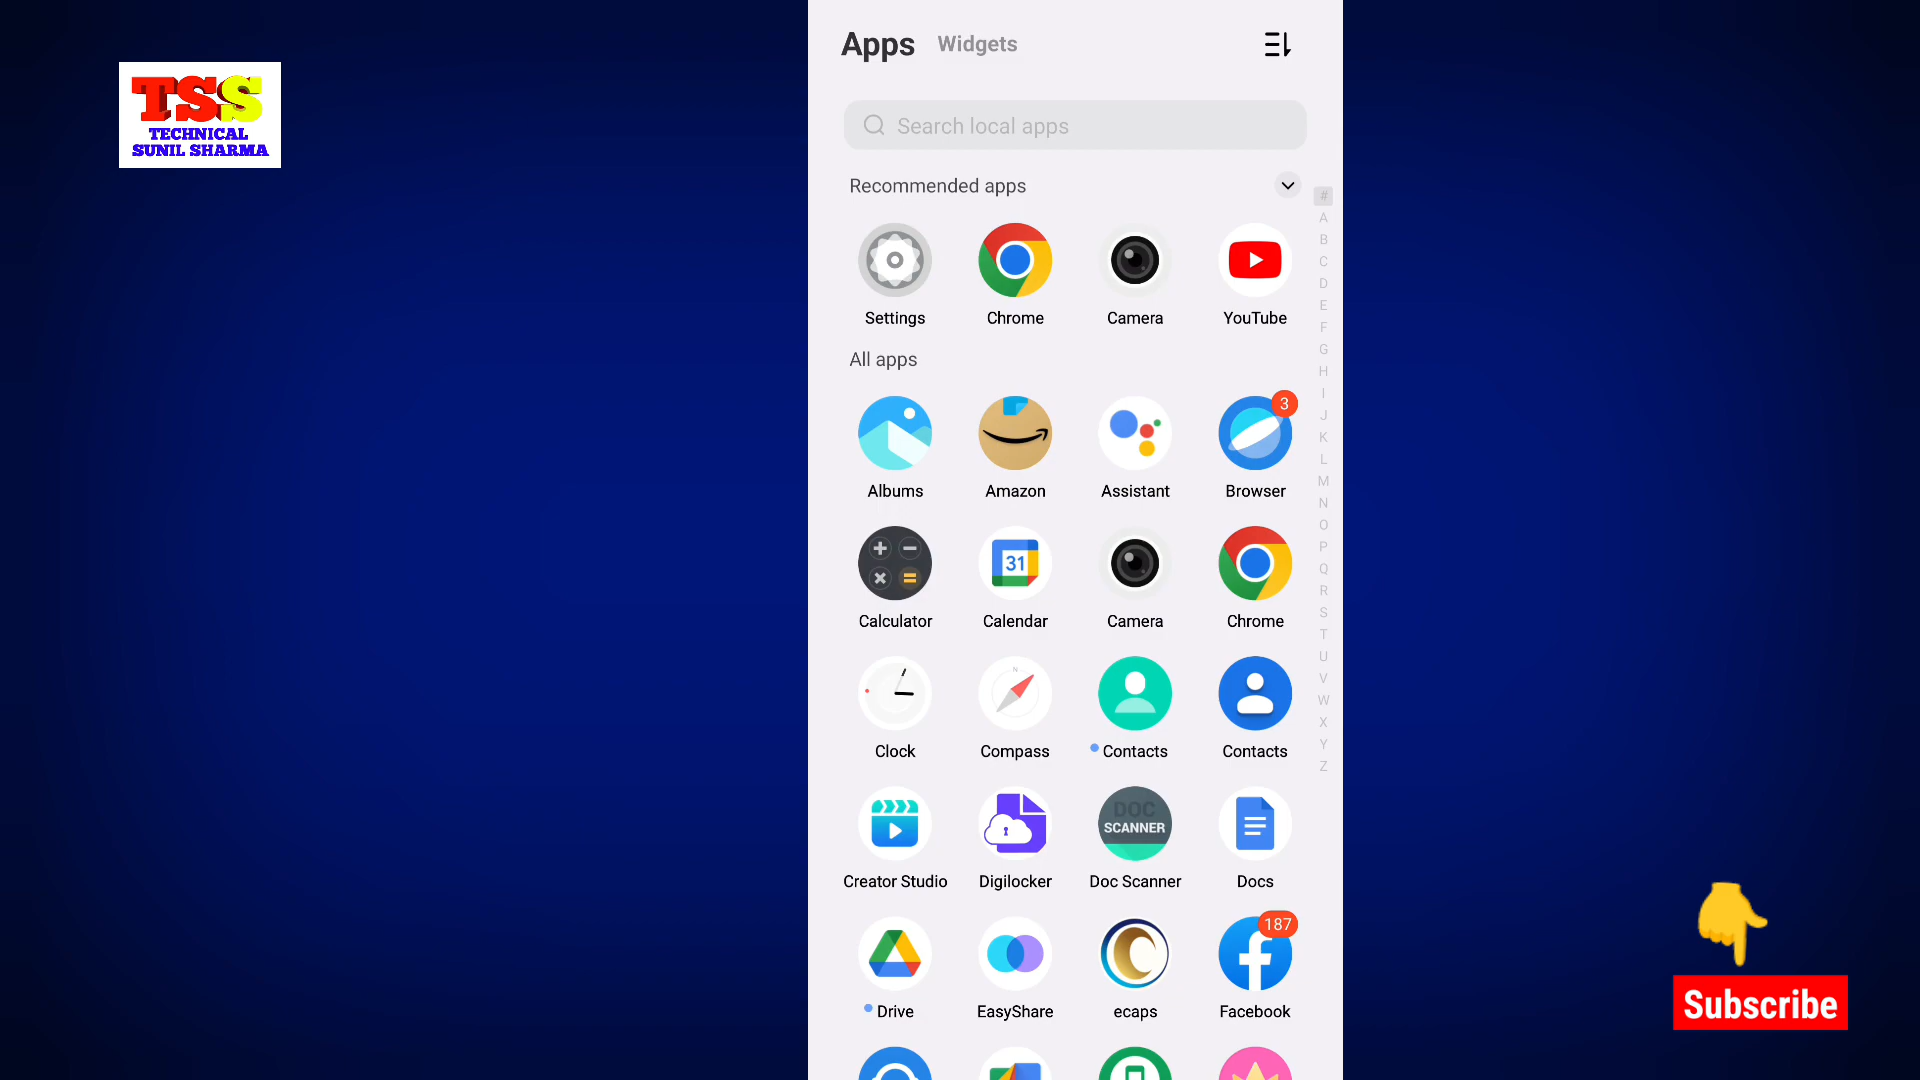 TSS
TECHNICAL
SUNIL SHARMA
Apps Widgets
Search local apps
Recommended apps
Settings Chrome Camera YouTube
All apps
3
Albums Amazon Assistant Browser
31
Calculator Calendar Camera Chrome
N
Clock Compass Contacts Contacts
DOC
SCANNER
Creator Studio Digilocker Doc Scanner Docs
187
Drive EasyShare ecaps Facebook
#
A
B
C
D
E
F
G
H
I
J
K
L
M
N
O
P
Q
R
S
T
U
V
W
X
Y
Z
Subscribe